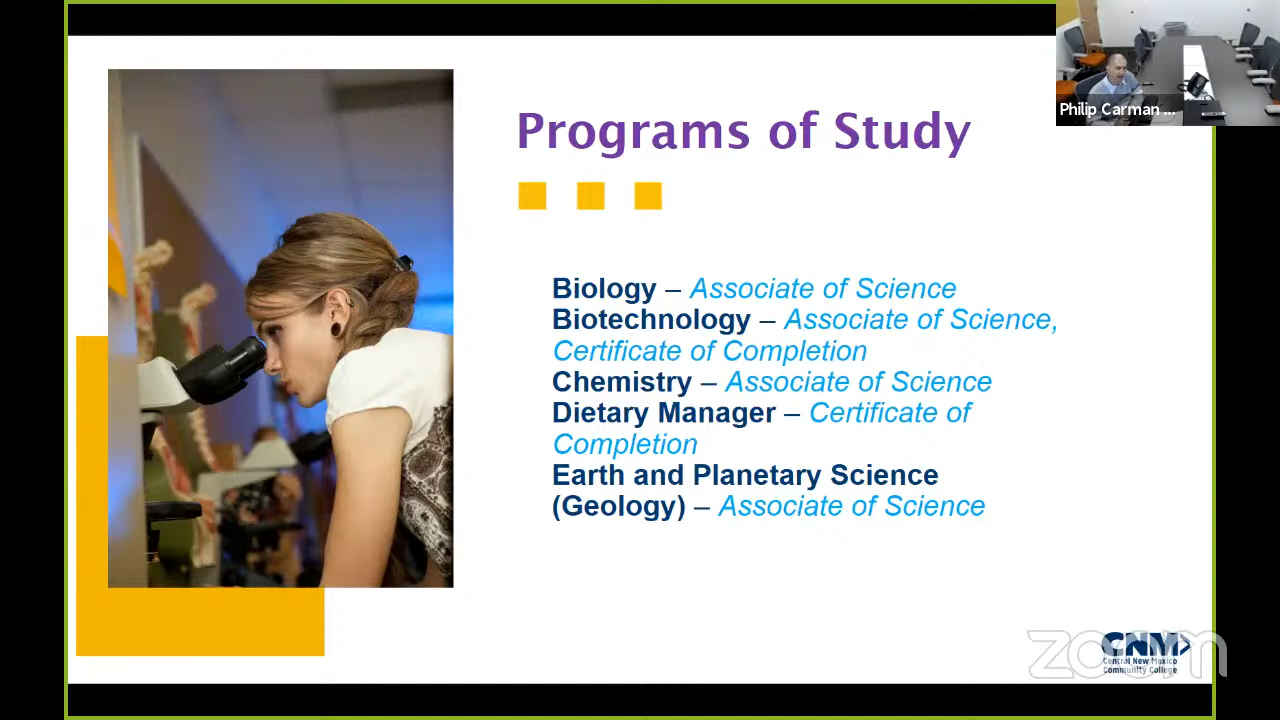 Philip Carman ...
Programs of Study
Biology – Associate of Science
Biotechnology – Associate of Science,
Certificate of Completion
Chemistry – Associate of Science
Dietary Manager – Certificate of
Completion
Earth and Planetary Science
(Geology) – Associate of Science
CNM
Central New Mexico
Community College
zoom